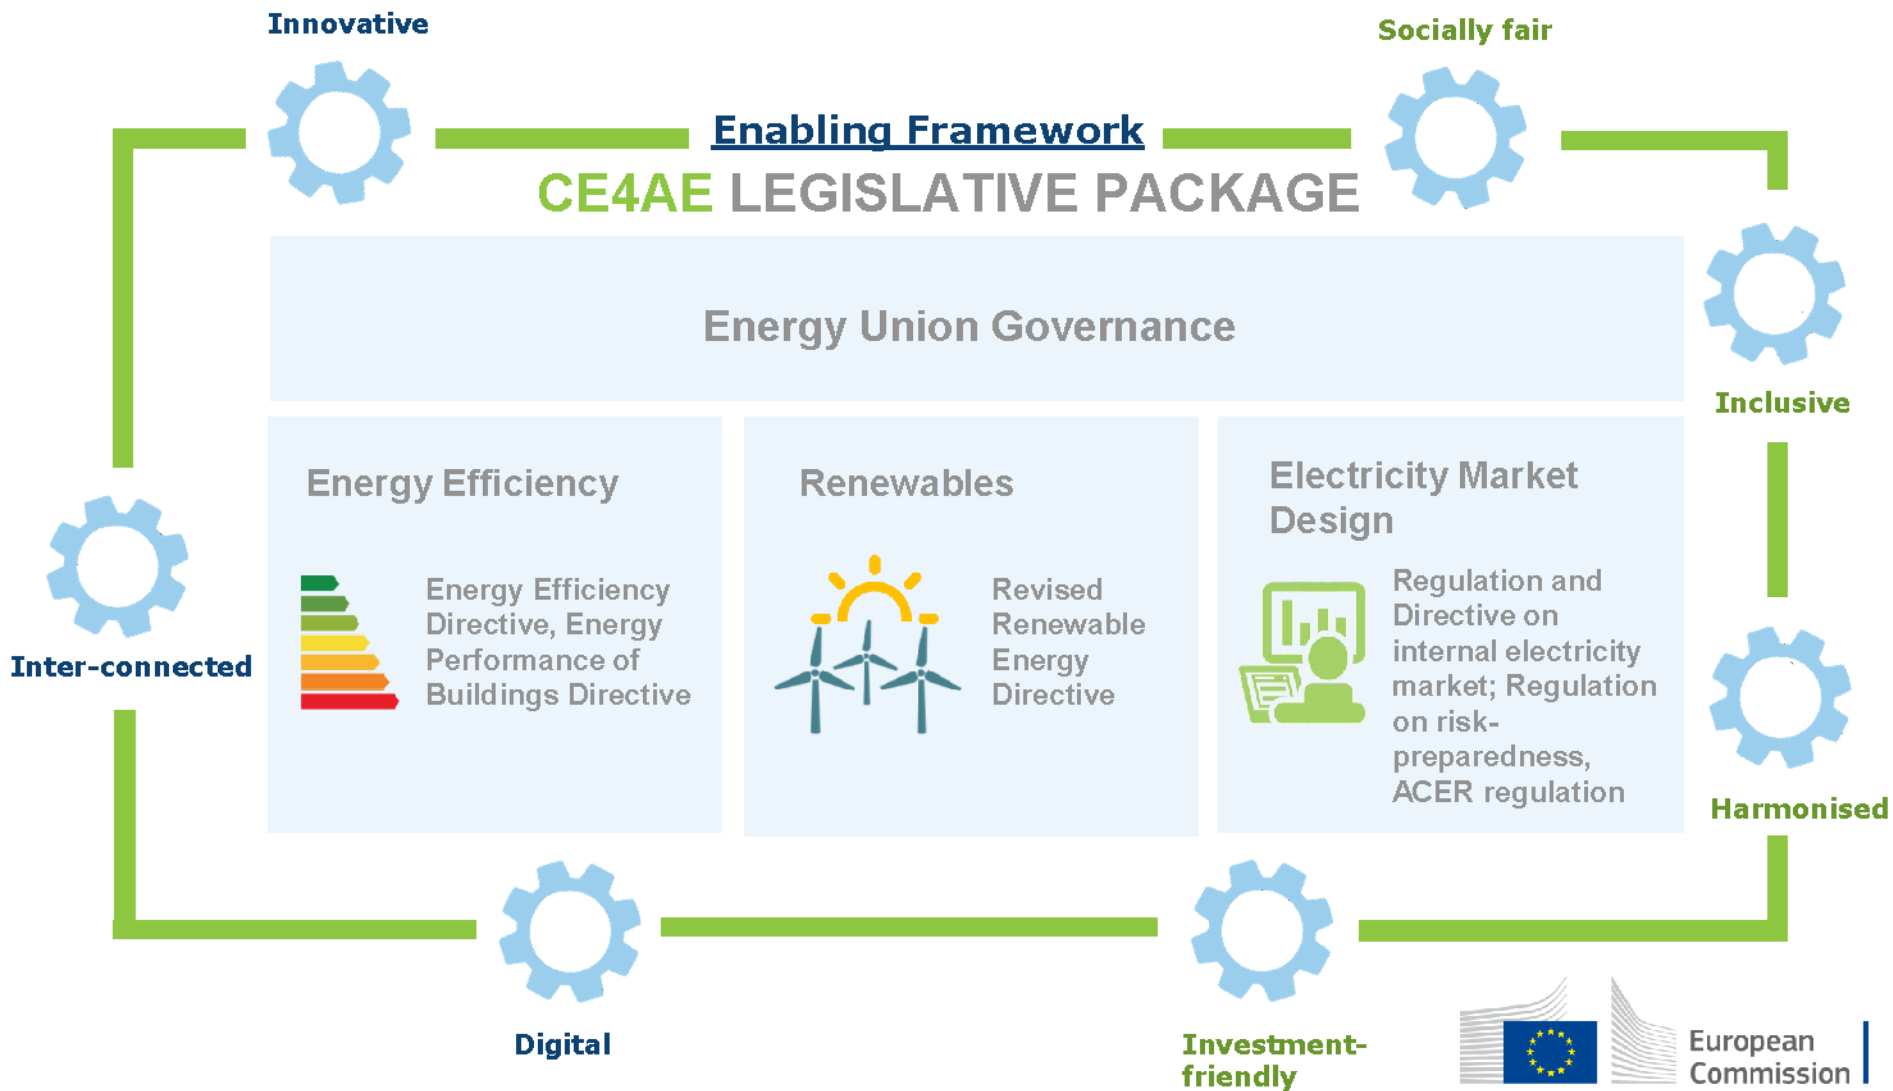 Innovative
Socially fair
Enabling Framework
CE4AE LEGISLATIVE PACKAGE
Energy Union Governance
Inclusive
Energy Efficiency
Energy Efficiency
Directive, Energy
Performance of
Buildings Directive
Renewables
Revised
Renewable
Energy
Directive
Electricity Market
Design
Regulation and
Directive on
internal electricity
market; Regulation
on risk-
preparedness,
ACER regulation
Inter-connected
Harmonised
Digital
Investment-
friendly
European
Commission